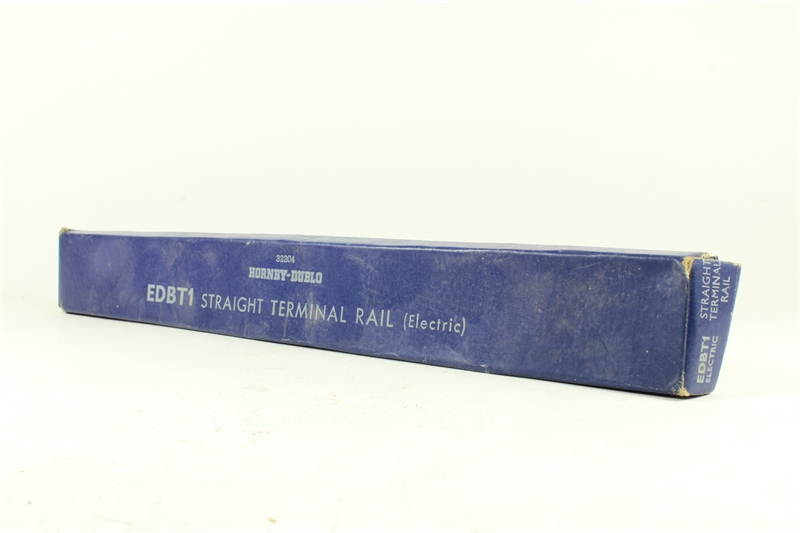 32204
HORNBY-DUBLO
EDBT1 STRAIGHT TERMINAL RAIL (Electric)
EDBT1 STRAIGHT
ELECTRIC TERMINAL
RAIL